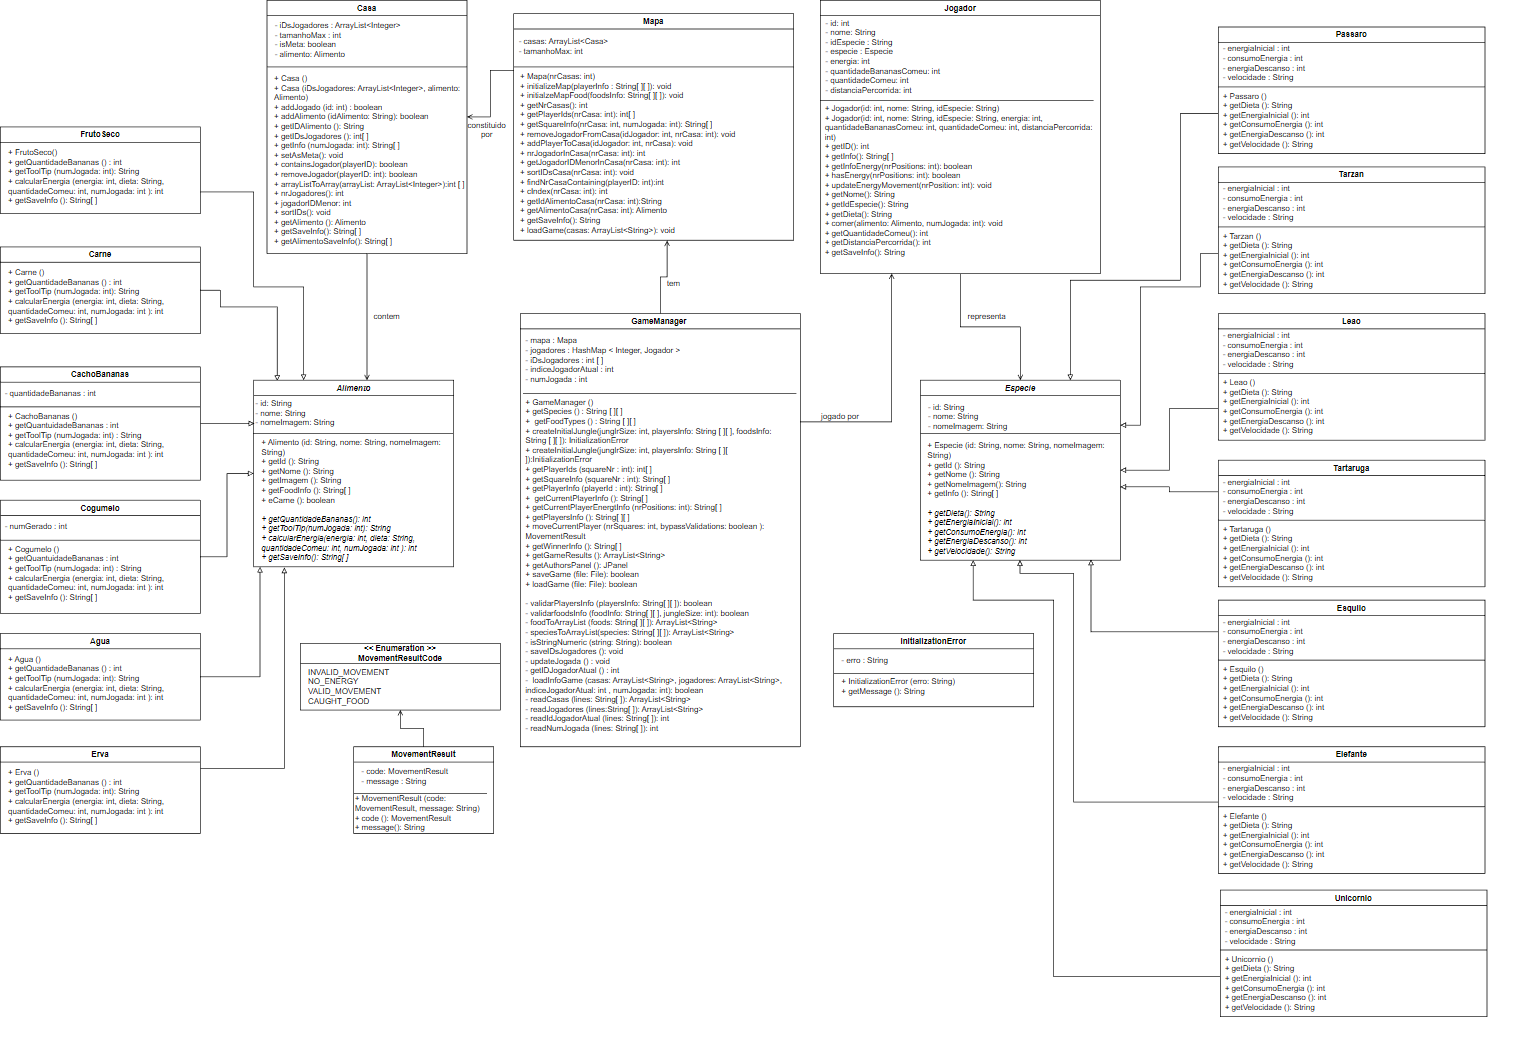 Casa
- iDsJogadores : ArrayList<Integer>
- tamanhoMax : int
- isMeta: boolean
- alimento: Alimento
+ Casa ()
+ Casa (iDsJogadores: ArrayList<Integer>, alimento:
Alimento)
+ addJogado (id: int) : boolean
+ addAlimento (idAlimento: String): boolean
+ getIDAlimento (): String
+ getIDsJogadores (): int[ ]
+ getInfo (numJogada: int): String[ ]
+ setAsMeta(): void
+ containsJogador(playerID): boolean
+ removeJogador(playerID: int): boolean
+ arrayListToArray(arrayList: ArrayList<Integer>):int [ ]
+ nrJogadores(): int
+ jogadorIDMenor: int
+ sortIDs(): void
+ getAlimento (): Alimento
+ getSaveInfo(): String[ ]
+ getAlimentoSaveInfo(): String[ ]
Mapa
- casas: ArrayList<Casa>
- tamanhoMax: int
+ Mapa(nrCasas: int)
+ initializeMap(playerInfo : String[ ][ ]): void
+ initialzeMapFood(foodsInfo: String[ ][ ]): void
+ getNrCasas(): int
+ getPlayerIds(nrCasa: int): int[ ]
+ getSquareInfo(nrCasa: int, numJogada: int): String[ ]
+ removeJogadorFromCasa(idJogador: int, nrCasa: int): void
+ addPlayerToCasa(idJogador: int, nrCasa: int): void
+ nrJogadorInCasa(nrCasa: int): int
+ getJogadorIDMenorInCasa(nrCasa: int): int
+ sortIDsCasa(nrCasa: int): void
+ findNrCasaContaining(playerID: int):int
+ cIndex(nrCasa: int): int
+ getIdAlimentoCasa(nrCasa: int):String
+ getAlimentoCasa(nrCasa: int): Alimento
+ getSaveInfo(): String
+ loadGame(casas: ArrayList<String>): void
Jogador
- id: int
- nome: String
- idEspecie : String
- especie : Especie
- energia: int
- quantidadeBananasComeu: int
- quantidadeComeu: int
- distanciaPercorrida: int
+ Jogador(id: int, nome: String, idEspecie: String)
+ Jogador(id: int, nome: String, idEspecie: String, energia: int,
quantidadeBananasComeu: int, quantidadeComeu: int, distanciaPercorrida:
int)
+ getID(): int
+ getInfo(): String[ ]
+ getInfoEnergy(nrPositions: int): boolean
+ hasEnergy(nrPositions: int): boolean
+ updateEnergyMovement(nrPosition: int): void
+ getNome(): String
+ getIdEspecie(): String
+ getDieta(): String
+ comer(alimento: Alimento, numJogada: int): void
+ getQuantidadeComeu(): int
+ getDistanciaPercorrida(): int
+ getSaveInfo(): String
Passaro
- energiaInicial : int
- consumoEnergia : int
- energiaDescanso : int
- velocidade : String
+ Passaro ()
+ getDieta (): String
+ getEnergiaInicial (): int
+ getConsumoEnergia (): int
+ getEnergiaDescanso (): int
+ getVelocidade (): String
Tarzan
- energiaInicial : int
- consumoEnergia : int
- energiaDescanso : int
- velocidade : String
+ Tarzan ()
+ getDieta (): String
+ getEnergiaInicial (): int
+ getConsumoEnergia (): int
+ getEnergiaDescanso (): int
+ getVelocidade (): String
Leao
- energiaInicial : int
- consumoEnergia : int
- energiaDescanso : int
- velocidade : String
+ Leao ()
+ getDieta (): String
+ getEnergiaInicial (): int
+ getConsumoEnergia (): int
+ getEnergiaDescanso (): int
+ getVelocidade (): String
Tartaruga
- energiaInicial : int
- consumoEnergia : int
- energiaDescanso : int
- velocidade : String
+ Tartaruga ()
+ getDieta (): String
+ getEnergiaInicial (): int
+ getConsumoEnergia (): int
+ getEnergiaDescanso (): int
+ getVelocidade (): String
Esquilo
- energiaInicial : int
- consumoEnergia : int
- energiaDescanso : int
- velocidade : String
+ Esquilo ()
+ getDieta (): String
+ getEnergiaInicial (): int
+ getConsumoEnergia (): int
+ getEnergiaDescanso (): int
+ getVelocidade (): String
Elefante
- energiaInicial : int
- consumoEnergia : int
- energiaDescanso : int
- velocidade : String
+ Elefante ()
+ getDieta (): String
+ getEnergiaInicial (): int
+ getConsumoEnergia (): int
+ getEnergiaDescanso (): int
+ getVelocidade (): String
Unicornio
- energiaInicial : int
- consumoEnergia : int
- energiaDescanso : int
- velocidade : String
+ Unicornio ()
+ getDieta (): String
+ getEnergiaInicial (): int
+ getConsumoEnergia (): int
+ getEnergiaDescanso (): int
+ getVelocidade (): String
FrutoSeco
+ FrutoSeco()
+ getQuantidadeBananas () : int
+ getToolTip (numJogada: int): String
+ calcularEnergia (energia: int, dieta: String,
quantidadeComeu: int, numJogada: int ): int
+ getSaveInfo (): String[ ]
Carne
+ Carne ()
+ getQuantidadeBananas () : int
+ getToolTip (numJogada: int): String
+ calcularEnergia (energia: int, dieta: String,
quantidadeComeu: int, numJogada: int ): int
+ getSaveInfo (): String[ ]
CachoBananas
- quantidadeBananas : int
+ CachoBananas ()
+ getQuantuidadeBananas : int
+ getToolTip (numJogada: int) : String
+ calcularEnergia (energia: int, dieta: String,
quantidadeComeu: int, numJogada: int ): int
+ getSaveInfo (): String[ ]
Cogumelo
- numGerado : int
+ Cogumelo ()
+ getQuantuidadeBananas : int
+ getToolTip (numJogada: int) : String
+ calcularEnergia (energia: int, dieta: String,
quantidadeComeu: int, numJogada: int ): int
+ getSaveInfo (): String[ ]
Agua
+ Agua ()
+ getQuantidadeBananas () : int
+ getToolTip (numJogada: int): String
+ calcularEnergia (energia: int, dieta: String,
quantidadeComeu: int, numJogada: int ): int
+ getSaveInfo (): String[ ]
Erva
+ Erva ()
+ getQuantidadeBananas () : int
+ getToolTip (numJogada: int): String
+ calcularEnergia (energia: int, dieta: String,
quantidadeComeu: int, numJogada: int ): int
+ getSaveInfo (): String[ ]
constituido
por
contem
tem
jogado por
representa
Alimento
- id: String
- nome: String
- nomeImagem: String
+ Alimento (id: String, nome: String, nomeImagem:
String)
+ getId (): String
+ getNome (): String
+ getImagem (): String
+ getFoodInfo (): String[ ]
+ eCarne (): boolean
+ getQuantidadeBananas(): int
+ getToolTip(numJogada: int): String
+ calcularEnergia(energia: int, dieta: String,
quantidadeComeu: int, numJogada: int ): int
+ getSaveInfo(): String[ ]
GameManager
- mapa : Mapa
- jogadores : HashMap < Integer, Jogador >
- iDsJogadores : int [ ]
- indiceJogadorAtual : int
- numJogada : int
+ GameManager ()
+ getSpecies () : String [ ][ ]
+ getFoodTypes () : String [ ][ ]
+ createInitialJungle(junglrSize: int, playersInfo: String [ ][ ], foodsInfo:
String [ ][ ]): InitializationError
+ createInitialJungle(jungleSize: int, playersInfo: String [ ][
]):InitializationError
+ getPlayerIds (squareNr : int): int[ ]
+ getSquareInfo (squareNr : int): String[ ]
+ getPlayerInfo (playerId : int): String[ ]
+ getCurrentPlayerInfo (): String[ ]
+ getCurrentPlayerEnergtInfo (nrPositions: int): String[ ]
+ getPlayersInfo (): String[ ][ ]
+ moveCurrentPlayer (nrSquares: int, bypassValidations: boolean ):
MovementResult
+ getWinnerInfo (): String[ ]
+ getGameResults (): ArrayList<String>
+ getAuthorsPanel (): JPanel
+ saveGame (file: File): boolean
+ loadGame (file: File): boolean
- validarPlayersInfo (playersInfo: String[ ][ ]): boolean
- validarfoodsInfo (foodInfo: String[ ][ ], jungleSize: int): boolean
- foodToArrayList (foods: String[ ][ ]): ArrayList<String>
- speciesToArrayList(species: String[ ][ ]): ArrayList<String>
- isStringNumeric (string: String): boolean
- saveIDsJogadores (): void
- updateJogada () : void
- getIDJogadorAtual () : int
- loadInfoGame (casas: ArrayList<String>, jogadores: ArrayList<String>,
indiceJogadorAtual: int , numJogada: int): boolean
- readCasas (lines: String[ ]): ArrayList<String>
- readJogadores (lines:String[ ]): ArrayList<String>
- readIdJogadorAtual (lines: String[ ]): int
- readNumJogada (lines: String[ ]): int
Especie
- id: String
- nome: String
- nomeImagem: String
+ Especie (id: String, nome: String, nomeImagem:
String)
+ getId (): String
+ getNome (): String
+ getNomeImagem(): String
+ getInfo (): String[ ]
+ getDieta(): String
+ getEnergiaInicial(): int
+ getConsumoEnergia(): int
+ getEnergiaDescanso(): int
+ getVelocidade(): String
<< Enumeration >>
MovementResultCode
INVALID_MOVEMENT
NO_ENERGY
VALID_MOVEMENT
CAUGHT_FOOD
MovementResult
- code: MovementResult
- message : String
+ MovementResult (code:
MovementResult, message: String)
+ code (): MovementResult
+ message(): String
InitializationError
- erro : String
+ InitializationError (erro: String)
+ getMessage (): String